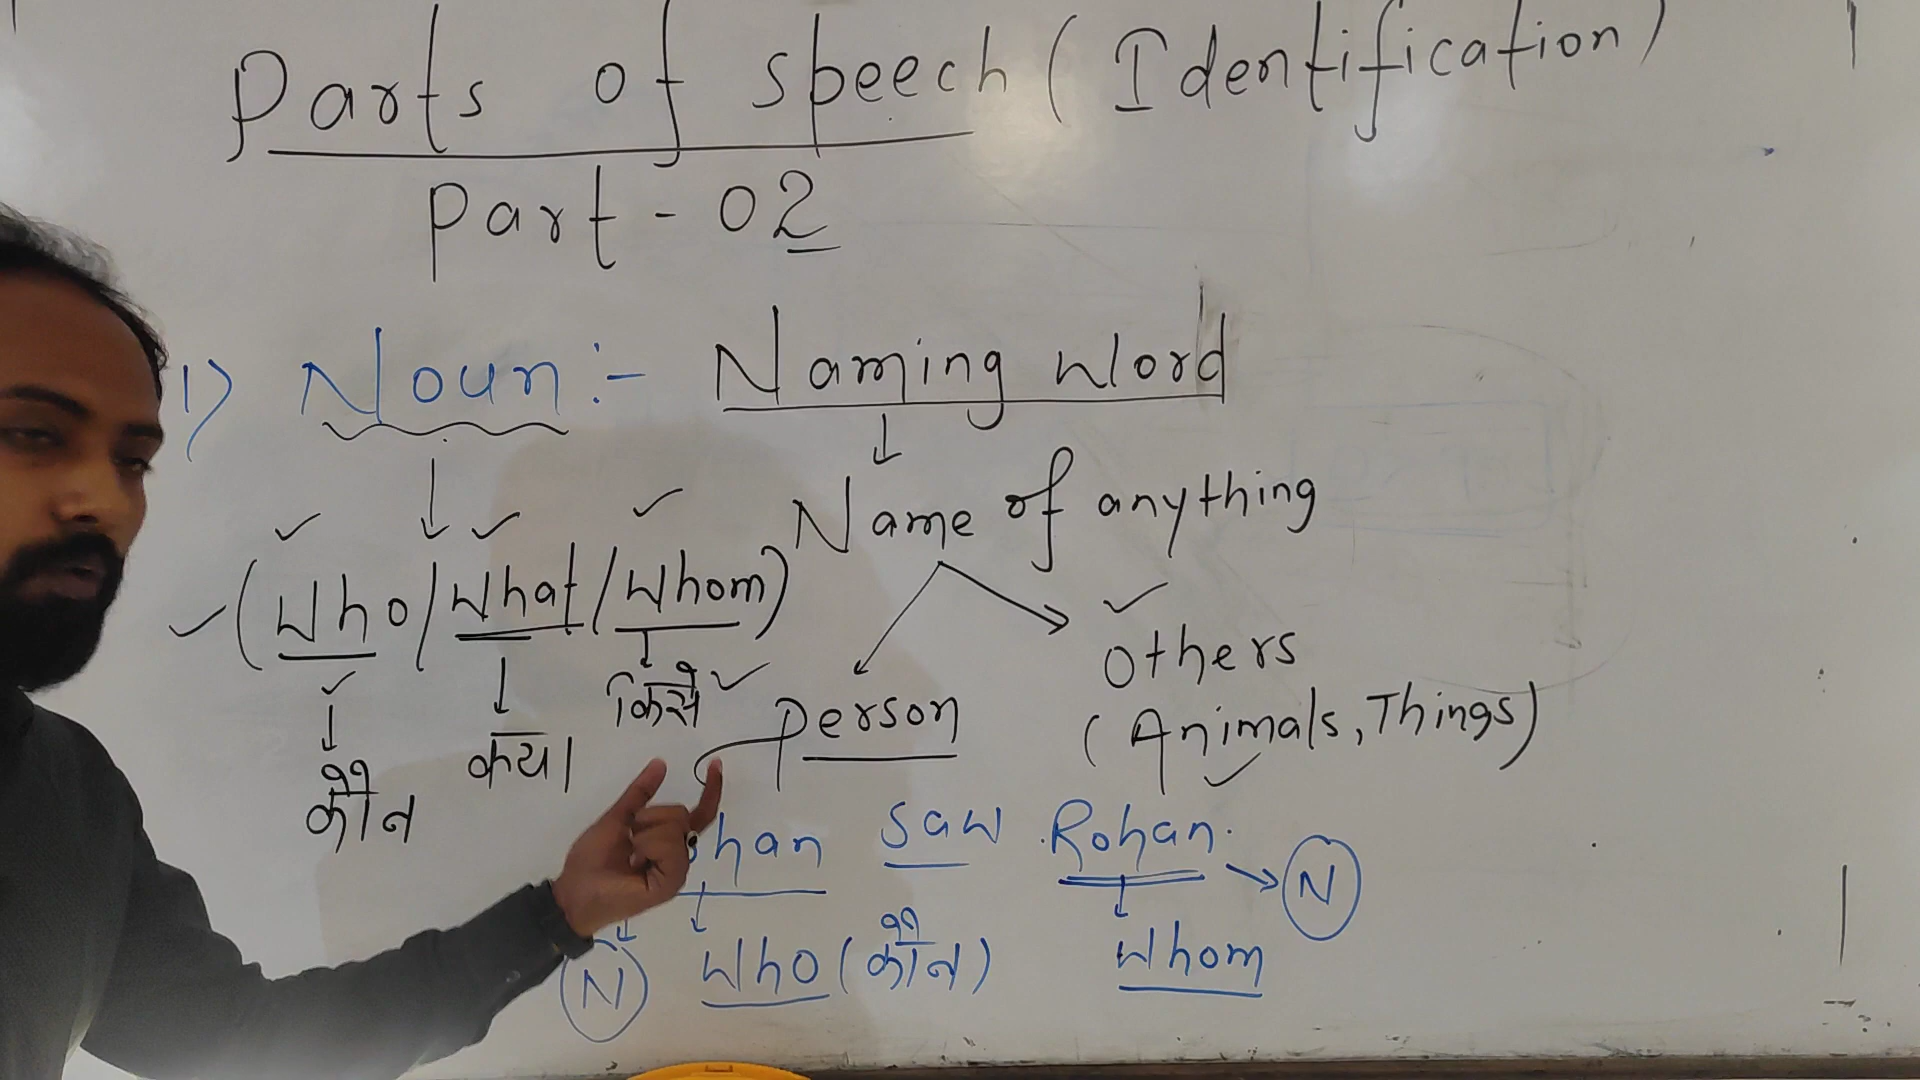 Parts of speech (Identification)
Part - 02
1) Noun :- Naming Word
Name of anything
(Who/What/Whom)
कौन क्या किसे
Person
Others
(Animals, Things)
saw Rohan. N
N Who (कौन) Whom